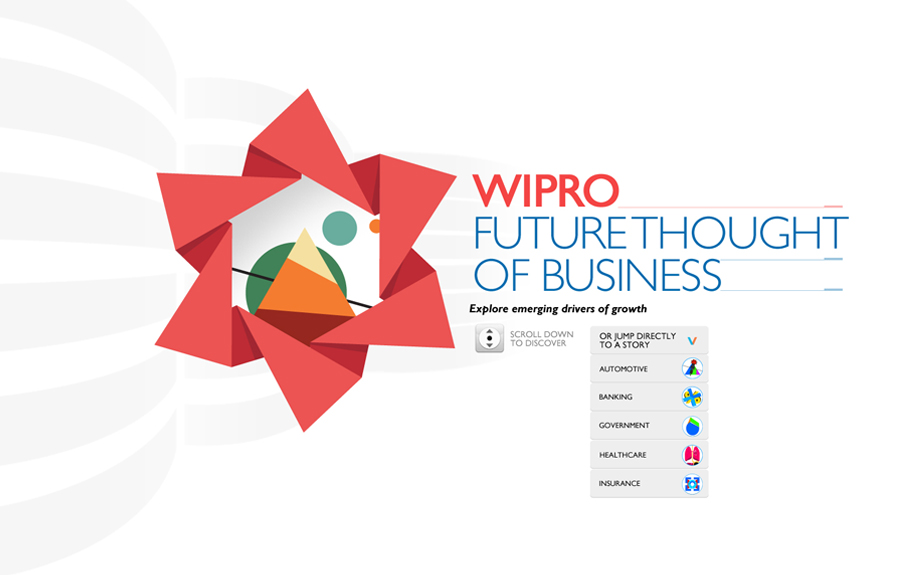 WIPRO
FUTURE THOUGHT
OF BUSINESS
Explore emerging drivers of growth
SCROLL DOWN
TO DISCOVER
OR JUMP DIRECTLY
TO A STORY
AUTOMOTIVE
BANKING
GOVERNMENT
HEALTHCARE
INSURANCE